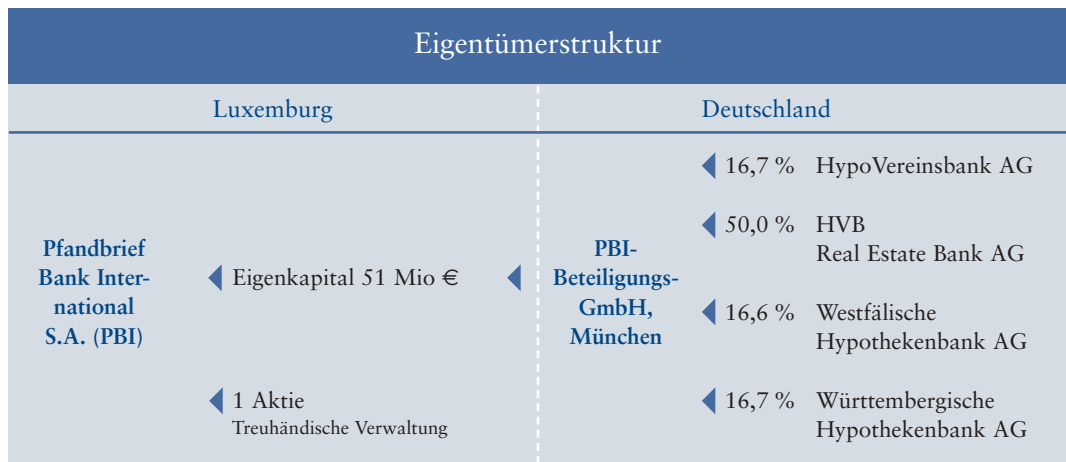 Eigentümerstruktur
Luxemburg
Deutschland
Pfandbrief
Bank Inter-
national
S.A. (PBI)
Eigenkapital 51 Mio €
1 Aktie
Treuhändische Verwaltung
PBI-
Beteiligungs-
GmbH,
München
16,7 % HypoVereinsbank AG
50,0 % HVB
Real Estate Bank AG
16,6 % Westfälische
Hypothekenbank AG
16,7 % Württembergische
Hypothekenbank AG